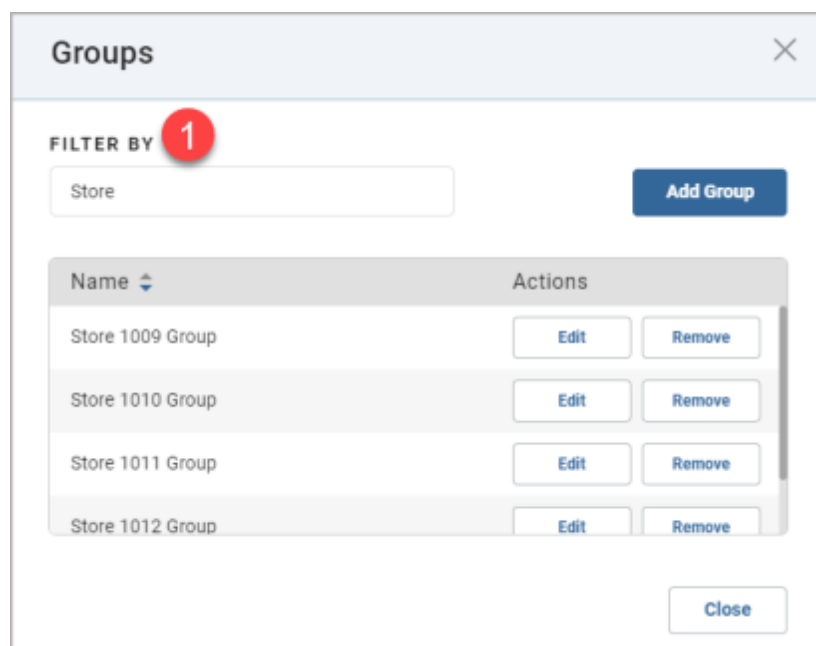 Groups
FILTER BY 1
Store Add Group
Name Actions
Store 1009 Group Edit Remove
Store 1010 Group Edit Remove
Store 1011 Group Edit Remove
Store 1012 Group Edit Remove
Close